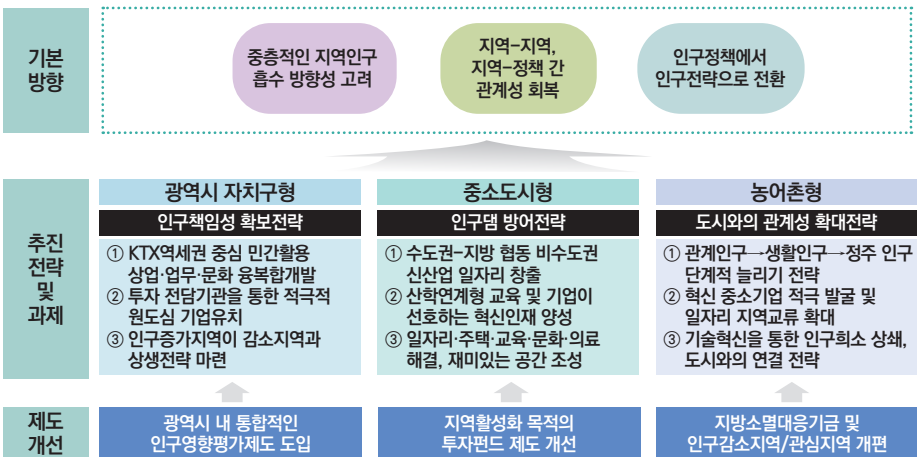 기본
방향
중층적인 지역인구
흡수 방향성 고려
지역-지역,
지역-정책 간
관계성 회복
인구정책에서
인구전략으로 전환
추진
전략
및
과제
광역시 자치구형
인구책임성 확보전략
① KTX역세권 중심 민간활용
상업·업무·문화 융복합개발
② 투자 전담기관을 통한 적극적
원도심 기업유치
③ 인구증가지역이 감소지역과
상생전략 마련
중소도시형
인구댐 방어전략
① 수도권-지방 협동 비수도권
신산업 일자리 창출
② 산학연계형 교육 및 기업이
선호하는 혁신인재 양성
③ 일자리·주택·교육·문화·의료
해결, 재미있는 공간 조성
농어촌형
도시와의 관계성 확대전략
① 관계인구→생활인구→정주 인구
단계적 늘리기 전략
② 혁신 중소기업 적극 발굴 및
일자리 지역교류 확대
③ 기술혁신을 통한 인구희소 상쇄,
도시와의 연결 전략
제도
개선
광역시 내 통합적인
인구영향평가제도 도입
지역활성화 목적의
투자펀드 제도 개선
지방소멸대응기금 및
인구감소지역/관심지역 개편